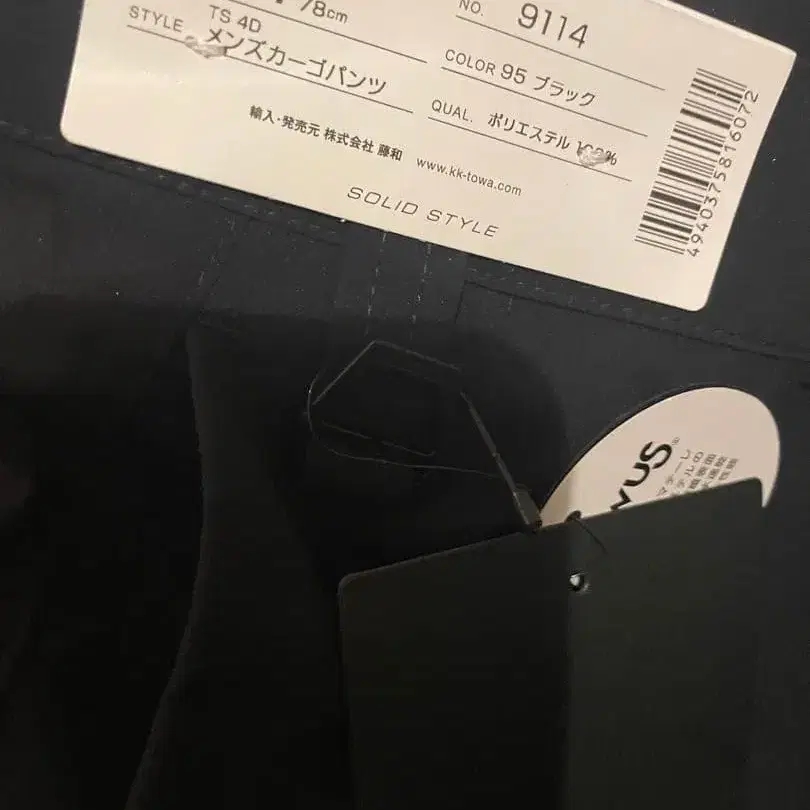 78cm
NO. 9114
TS 4D
STYLE メンズカーゴパンツ
COLOR 95 ブラック
QUAL. ポリエステル 100%
輸入・発売元 株式会社 藤和
www.kk-towa.com
SOLID STYLE
4940375816072